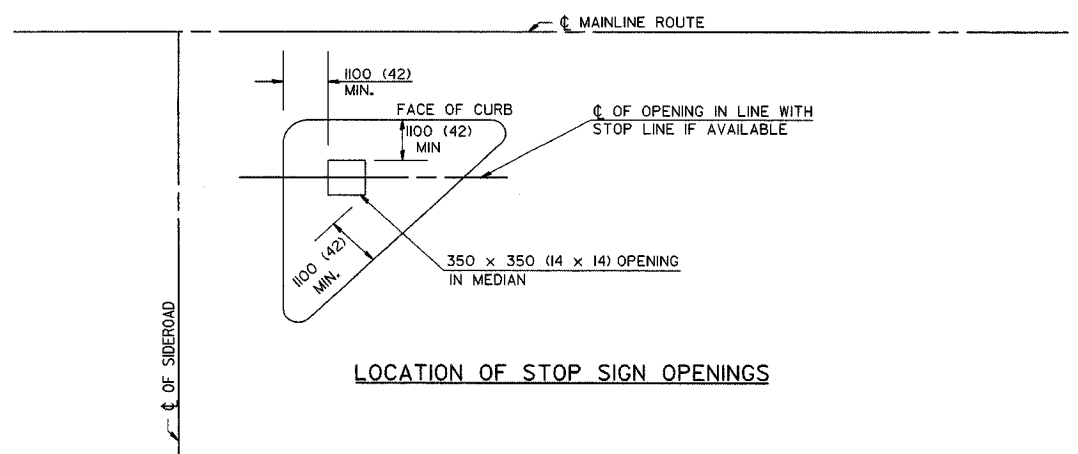 ℄ MAINLINE ROUTE
1100 (42)
MIN.
FACE OF CURB
1100 (42)
MIN
℄ OF OPENING IN LINE WITH
STOP LINE IF AVAILABLE
1100 (42)
MIN.
350 x 350 (14 x 14) OPENING
IN MEDIAN
℄ OF SIDEROAD
LOCATION OF STOP SIGN OPENINGS